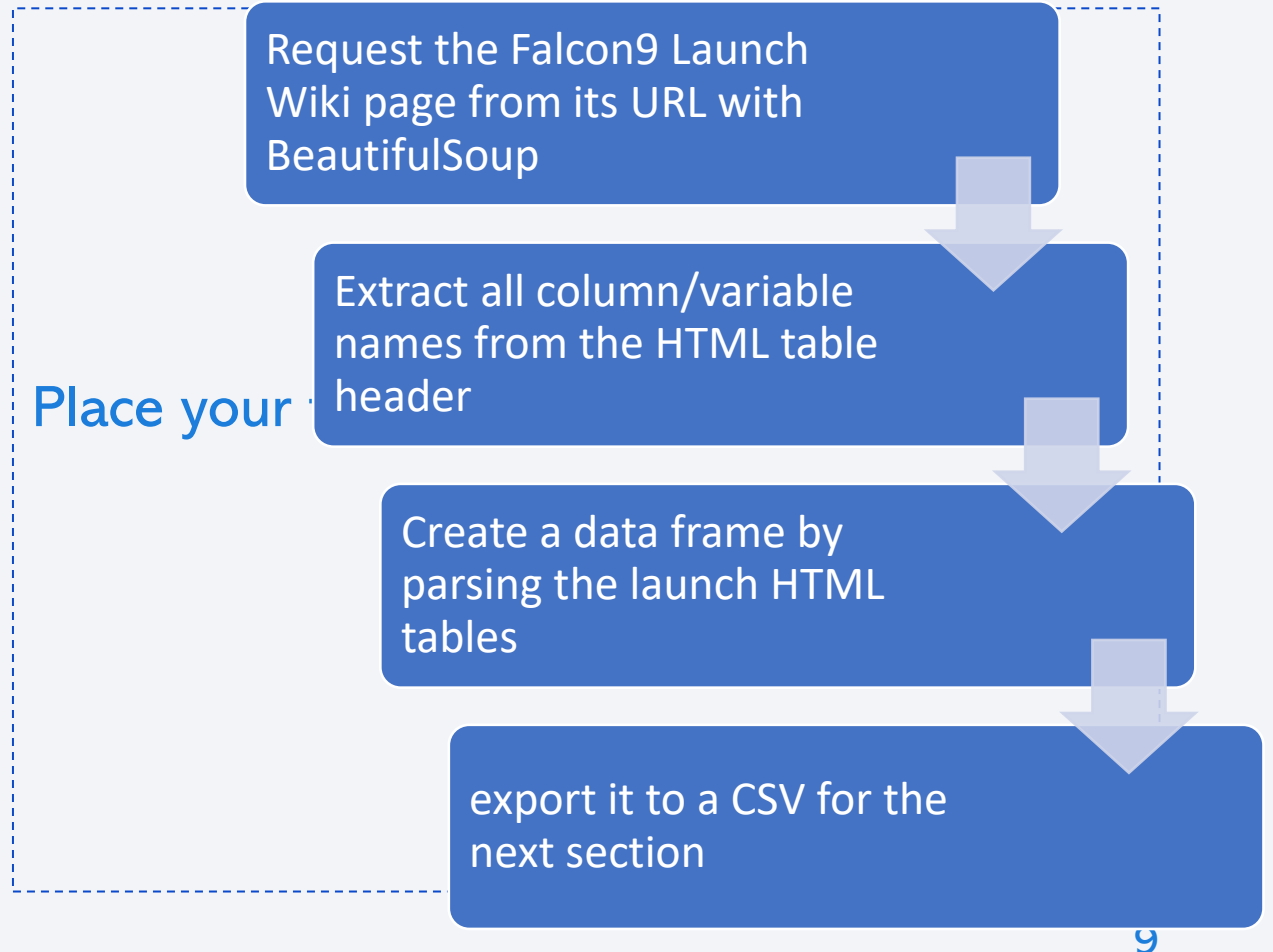 Request the Falcon9 Launch
Wiki page from its URL with
BeautifulSoup
Extract all column/variable
names from the HTML table
header
Place your
Create a data frame by
parsing the launch HTML
tables
export it to a CSV for the
next section
9